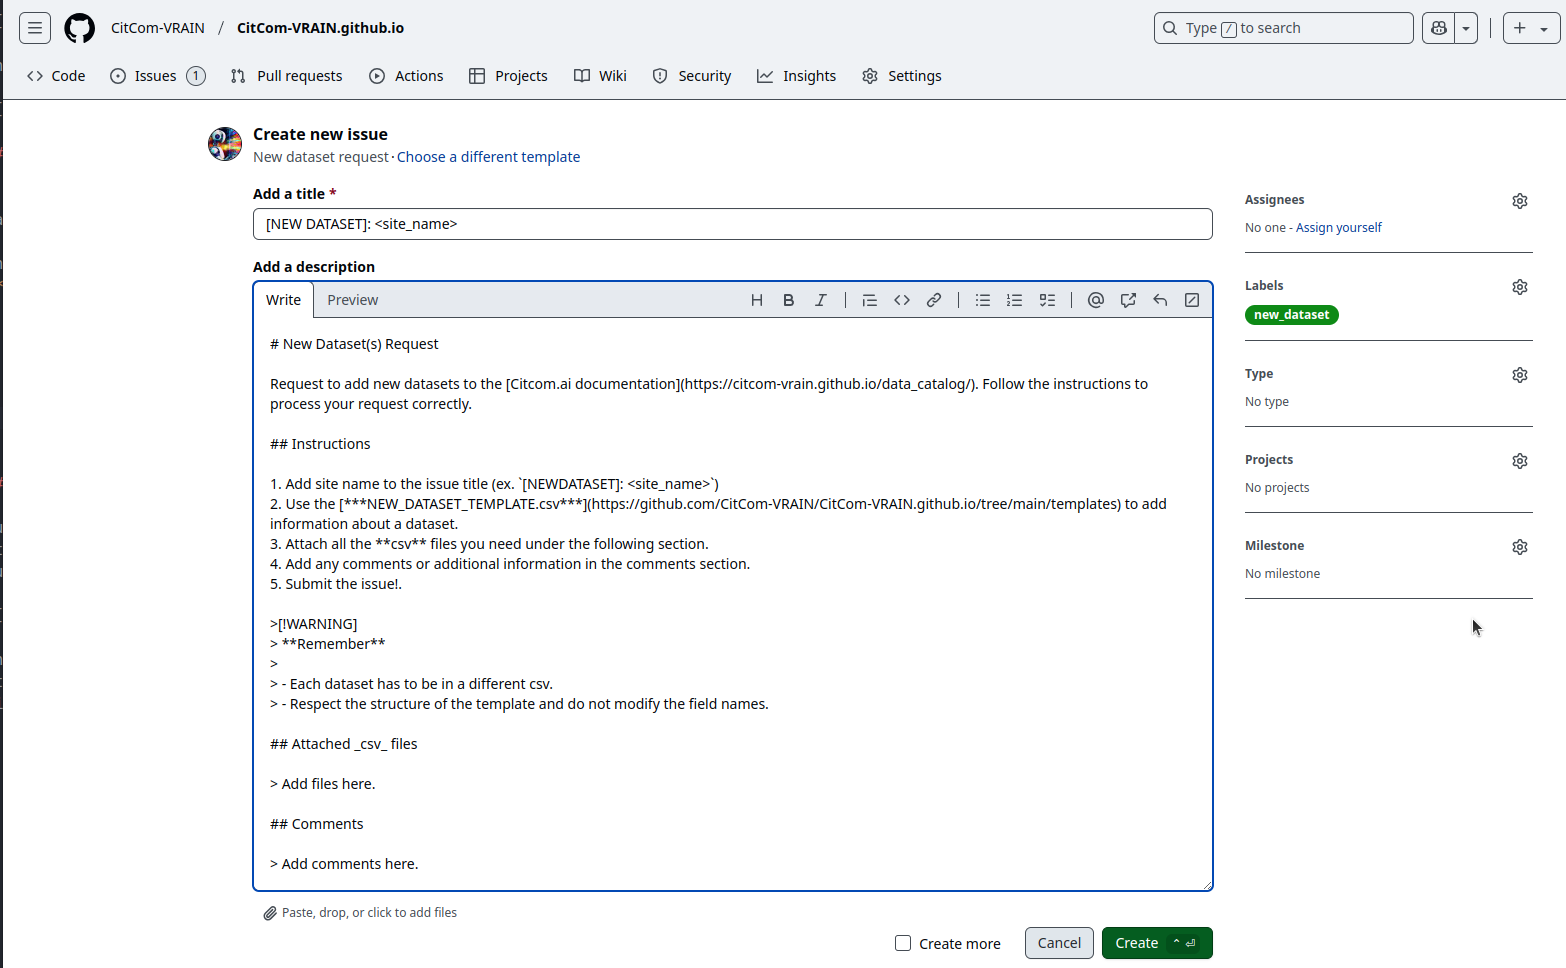 CitCom-VRAIN / CitCom-VRAIN.github.io
Type / to search
Code
Issues 1
Pull requests
Actions
Projects
Wiki
Security
Insights
Settings
Create new issue
New dataset request · Choose a different template
Add a title *
[NEW DATASET]: <site_name>
Add a description
Write
Preview
# New Dataset(s) Request
Request to add new datasets to the [Citcom.ai documentation](https://citcom-vrain.github.io/data_catalog/). Follow the instructions to
process your request correctly.
## Instructions
1. Add site name to the issue title (ex. `[NEWDATASET]: <site_name>`)
2. Use the [***NEW_DATASET_TEMPLATE.csv***](https://github.com/CitCom-VRAIN/CitCom-VRAIN.github.io/tree/main/templates) to add
information about a dataset.
3. Attach all the **csv** files you need under the following section.
4. Add any comments or additional information in the comments section.
5. Submit the issue!.
>[!WARNING]
> **Remember**
>
> - Each dataset has to be in a different csv.
> - Respect the structure of the template and do not modify the field names.
## Attached _csv_ files
> Add files here.
## Comments
> Add comments here.
Paste, drop, or click to add files
Create more
Cancel
Create
Assignees
No one - Assign yourself
Labels
new_dataset
Type
No type
Projects
No projects
Milestone
No milestone